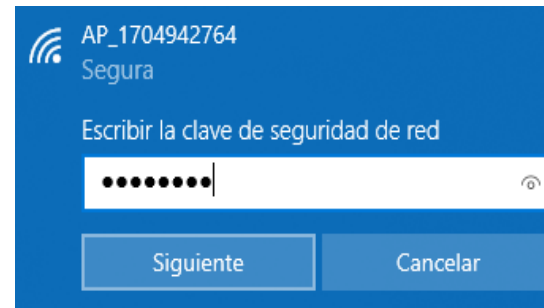 AP_1704942764
Segura
Escribir la clave de seguridad de red
••••••••
Siguiente Cancelar